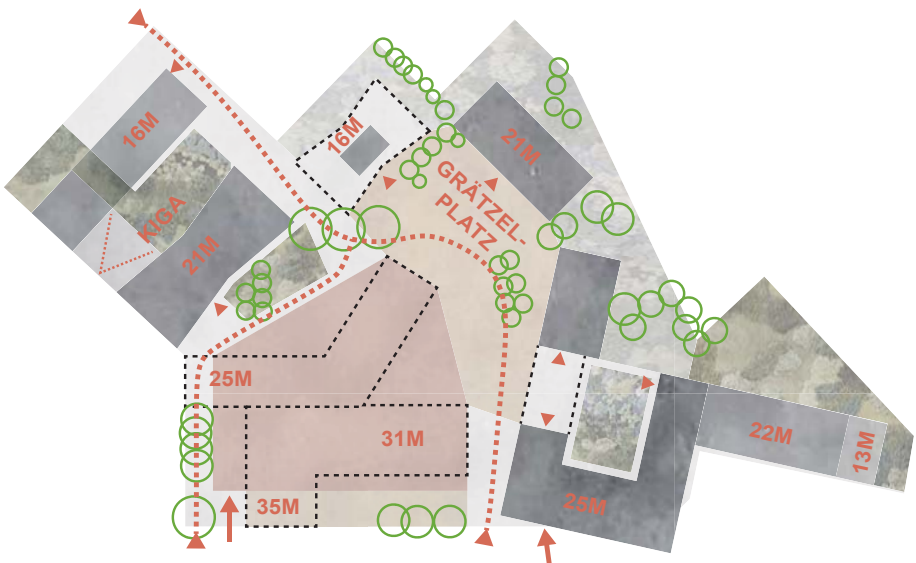 16M
16M
21M
GRÄTZEL-
PLATZ
KIGA
21M
25M
31M
22M
13M
35M
25M